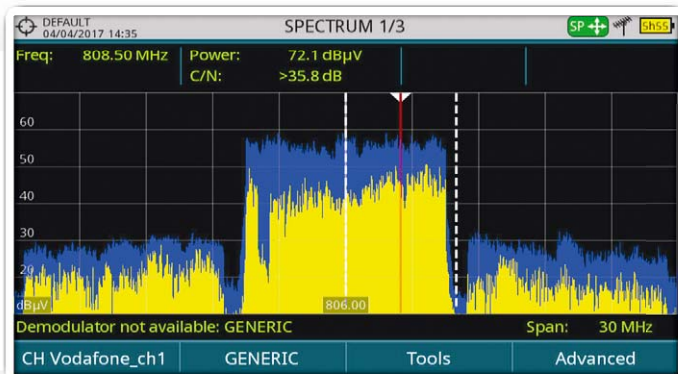 DEFAULT
04/04/2017 14:35
SPECTRUM 1/3
SP
5h55
Freq: 808.50 MHz
Power: 72.1 dBµV
C/N: >35.8 dB
60
50
40
30
20
dBµV
806.00
Demodulator not available: GENERIC
Span: 30 MHz
CH Vodafone_ch1
GENERIC
Tools
Advanced